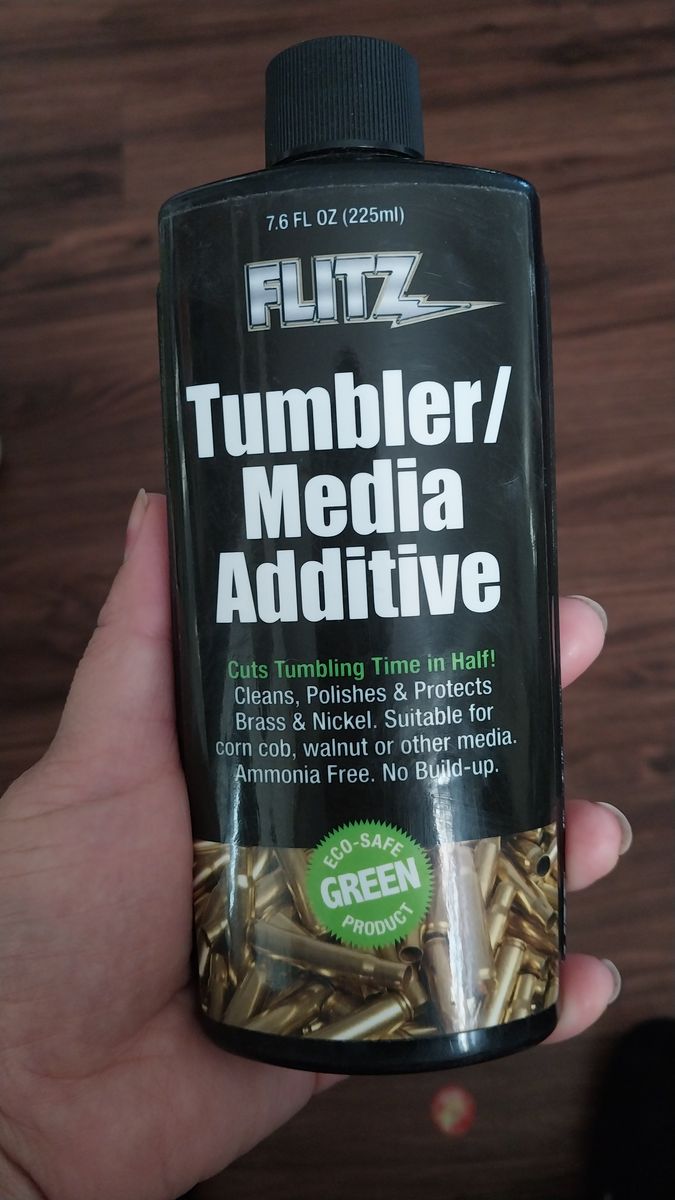 7.6 FL OZ (225ml)
FLITZ
Tumbler/
Media
Additive
Cuts Tumbling Time in Half!
Cleans, Polishes & Protects
Brass & Nickel. Suitable for
corn cob, walnut or other media.
Ammonia Free. No Build-up.
ECO-SAFE
GREEN
PRODUCT